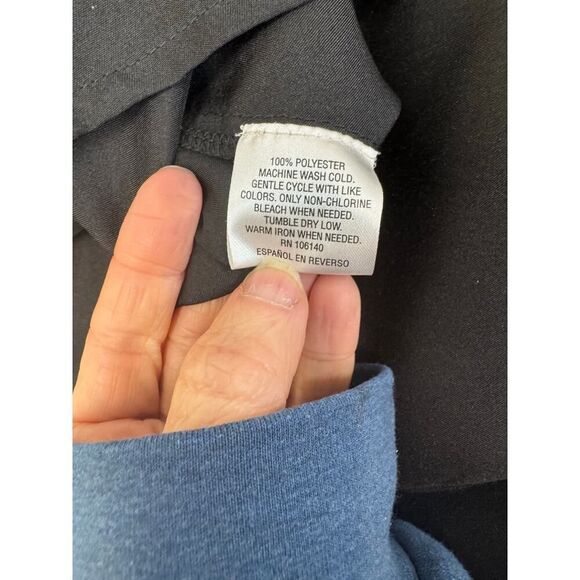 100% POLYESTER
MACHINE WASH COLD.
GENTLE CYCLE WITH LIKE
COLORS. ONLY NON-CHLORINE
BLEACH WHEN NEEDED.
TUMBLE DRY LOW.
WARM IRON WHEN NEEDED.
RN 106140
ESPAÑOL EN REVERSO